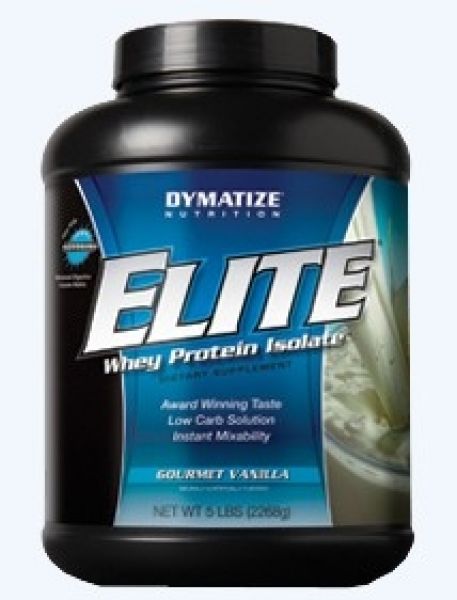 DYMATIZE®
NUTRITION
ELITE
Whey Protein Isolate
DIETARY SUPPLEMENT
Award Winning Taste
Low Carb Solution
Instant Mixability
GOURMET VANILLA
NET WT 5 LBS (2268g)